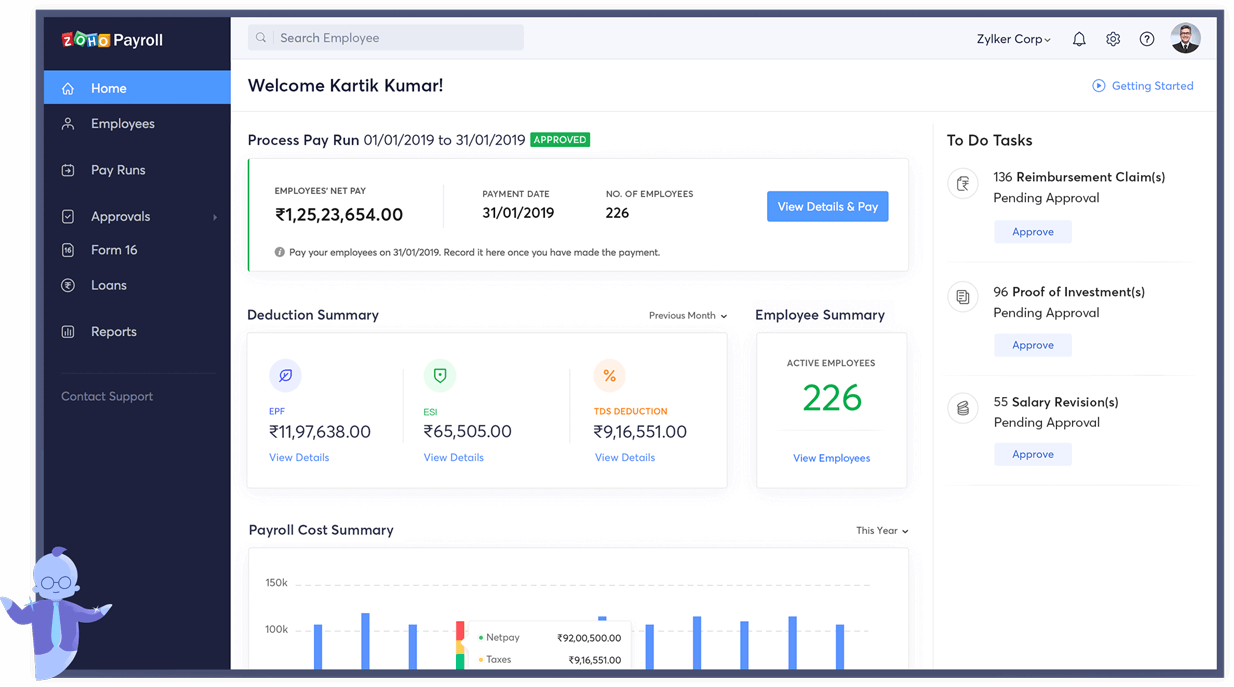 ZOHO Payroll
Search Employee
Zylker Corp
Home
Employees
Pay Runs
Approvals
16 Form 16
Loans
Reports
Contact Support
Welcome Kartik Kumar!
Getting Started
Process Pay Run 01/01/2019 to 31/01/2019 APPROVED
EMPLOYEES' NET PAY
₹1,25,23,654.00
PAYMENT DATE
31/01/2019
NO. OF EMPLOYEES
226
View Details & Pay
Pay your employees on 31/01/2019. Record it here once you have made the payment.
Deduction Summary
Previous Month
EPF
₹11,97,638.00
View Details
ESI
₹65,505.00
View Details
%
TDS DEDUCTION
₹9,16,551.00
View Details
Employee Summary
ACTIVE EMPLOYEES
226
View Employees
Payroll Cost Summary
This Year
150k
100k
Netpay ₹92,00,500.00
Taxes ₹9,16,551.00
To Do Tasks
136 Reimbursement Claim(s)
Pending Approval
Approve
96 Proof of Investment(s)
Pending Approval
Approve
55 Salary Revision(s)
Pending Approval
Approve